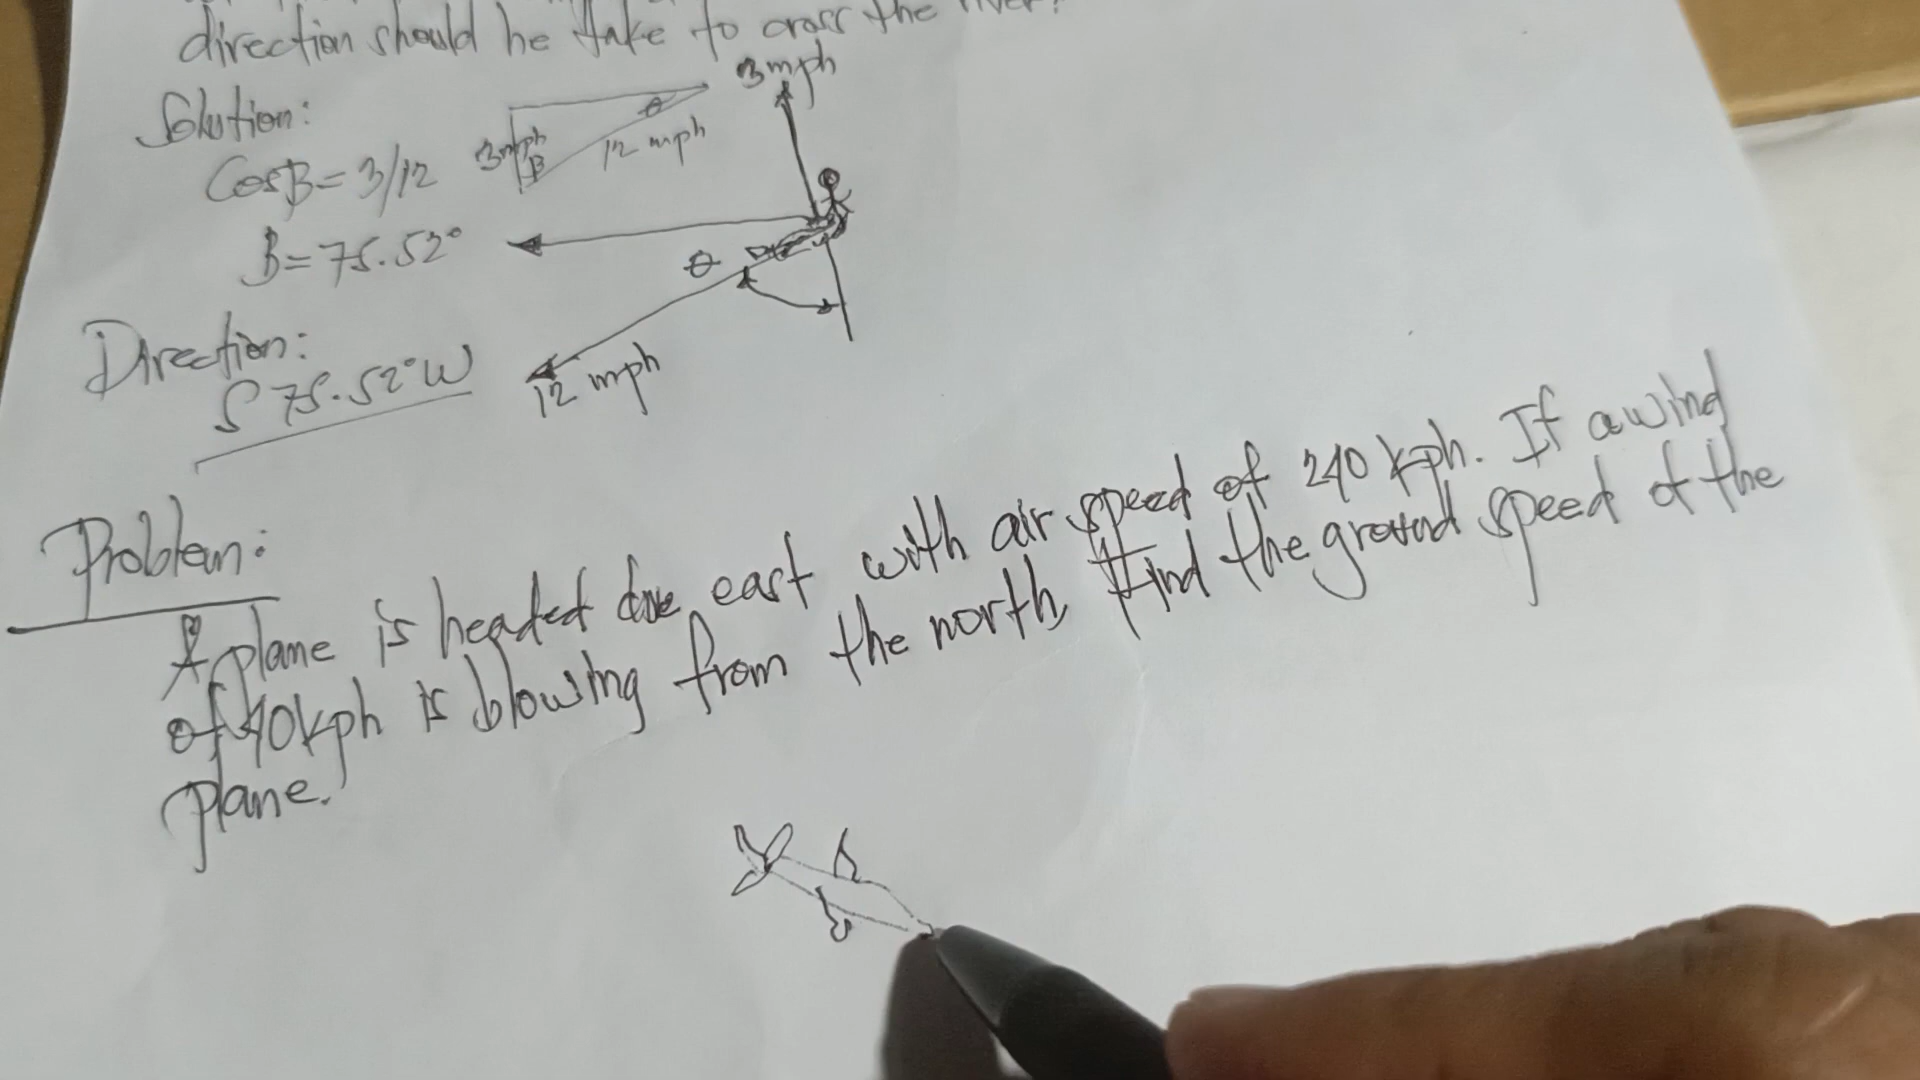 direction should he take to cross the river?
Solution:
3mph
θ
3mph
B
12 mph
CosB = 3/12
B = 75.52°
θ
12 mph
Direction:
S 75.52° W
Problem:
A plane is headed due east with air speed of 240 kph. If a wind
of 40kph is blowing from the north, Find the ground speed of the
plane.